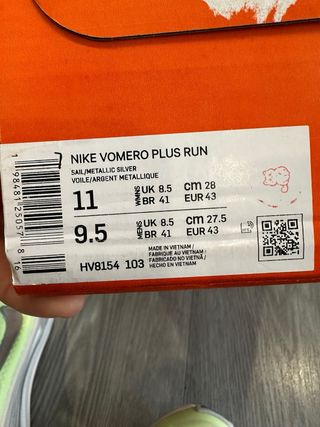 NIKE VOMERO PLUS RUN
SAIL/METALLIC SILVER
VOILE/ARGENT METALLIQUE
11 WMNS UK 8.5 cm 28
BR 41 EUR 43
9.5 MENS UK 8.5 cm 27.5
BR 41 EUR 43
HV8154 103
MADE IN VIETNAM /
FABRIQUE AU VIETNAM /
FABRICADO NO VIETNÃ /
HECHO EN VIETNAM
1 98481 25057 8 16